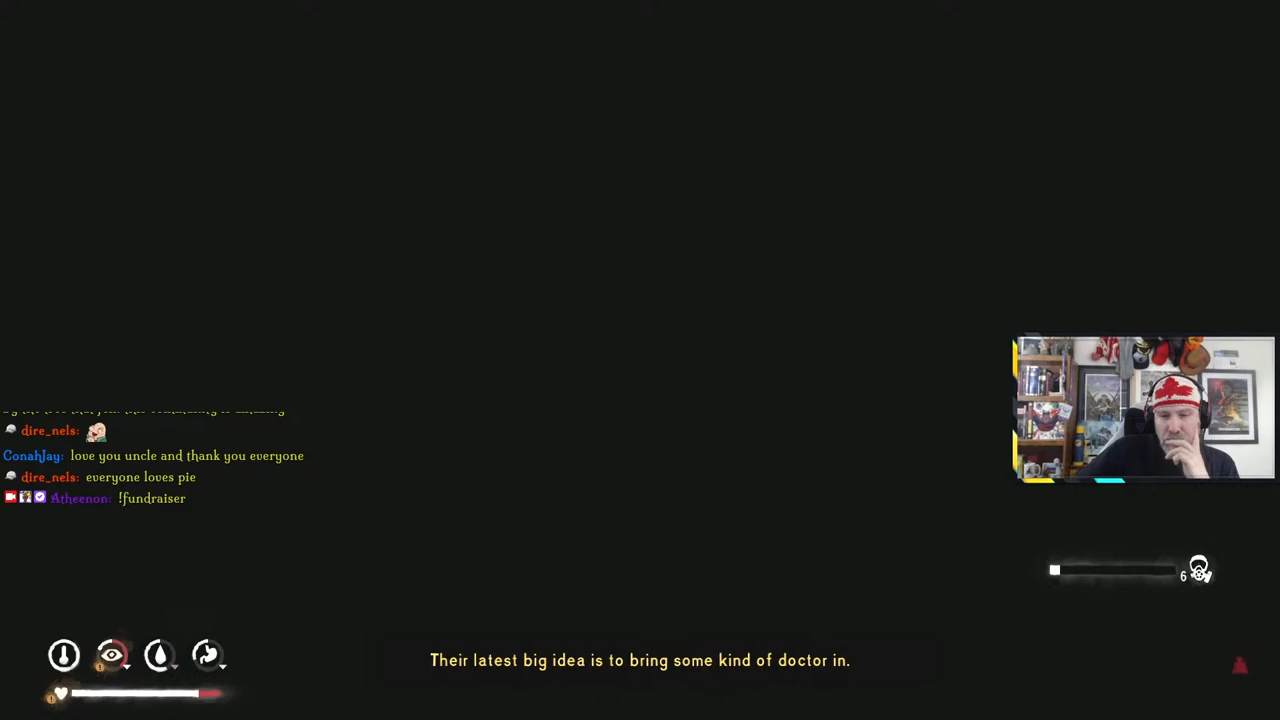 dire_nels:
ConahJay: love you uncle and thank you everyone
dire_nels: everyone loves pie
Atheenon: !fundraiser
6
Their latest big idea is to bring some kind of doctor in.